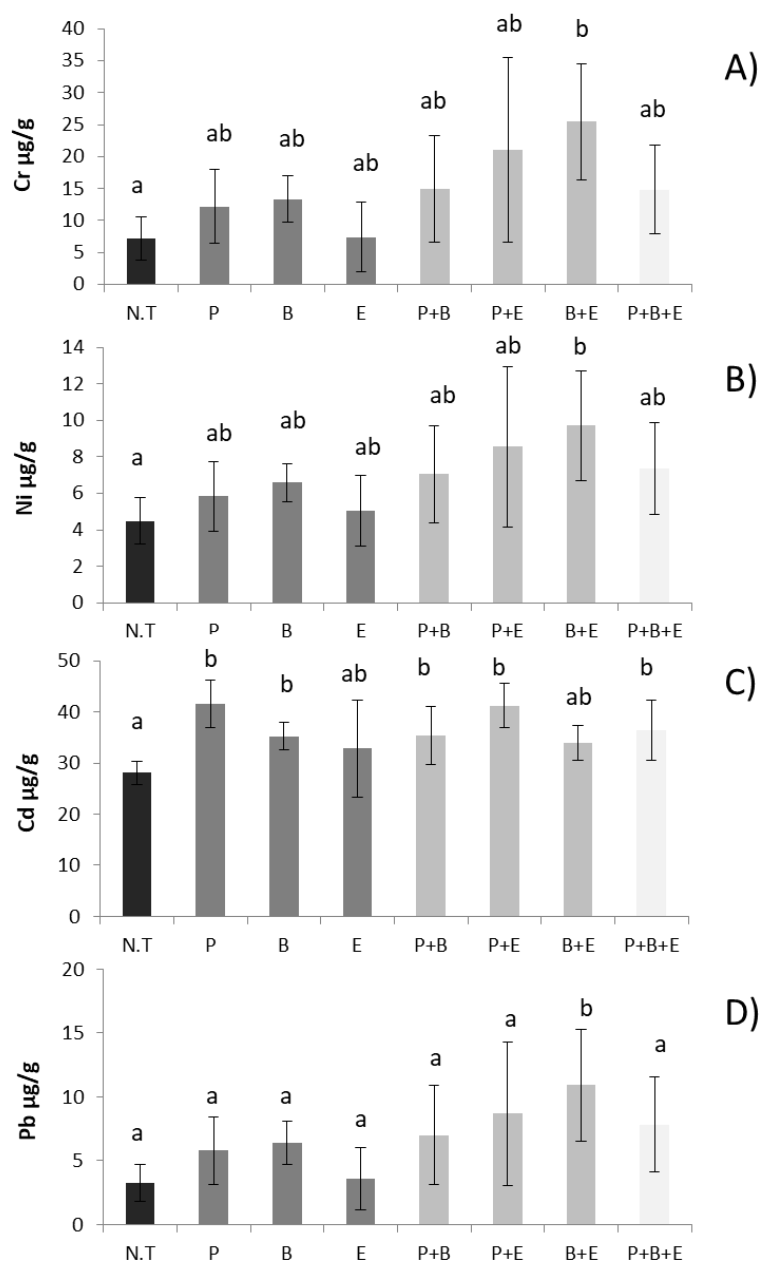 A)
Cr µg/g
40
35
30
25
20
15
10
5
0
a
ab
ab
ab
ab
ab
b
ab
N.T P B E P+B P+E B+E P+B+E
B)
Ni µg/g
14
12
10
8
6
4
2
0
a
ab
ab
ab
ab
ab
b
ab
N.T P B E P+B P+E B+E P+B+E
C)
Cd µg/g
50
40
30
20
10
0
a
b
b
ab
b
b
ab
b
N.T P B E P+B P+E B+E P+B+E
D)
Pb µg/g
20
15
10
5
0
a
a
a
a
a
a
b
a
N.T P B E P+B P+E B+E P+B+E